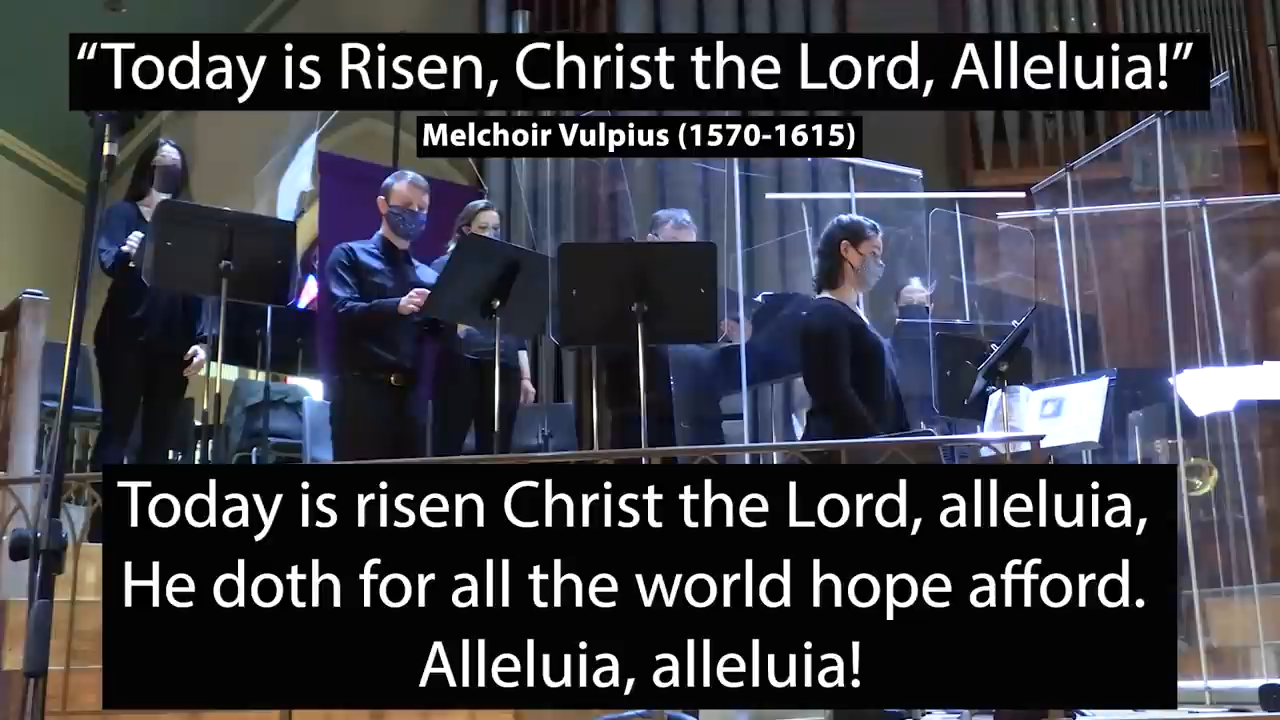 “Today is Risen, Christ the Lord, Alleluia!”
Melchoir Vulpius (1570-1615)
Today is risen Christ the Lord, alleluia,
He doth for all the world hope afford.
Alleluia, alleluia!